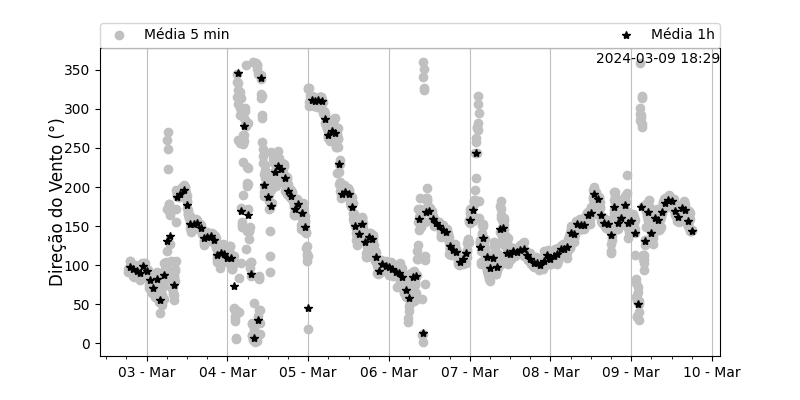 Média 5 min
Média 1h
2024-03-09 18:29
Direção do Vento (°)
350
300
250
200
150
100
50
0
03 - Mar
04 - Mar
05 - Mar
06 - Mar
07 - Mar
08 - Mar
09 - Mar
10 - Mar